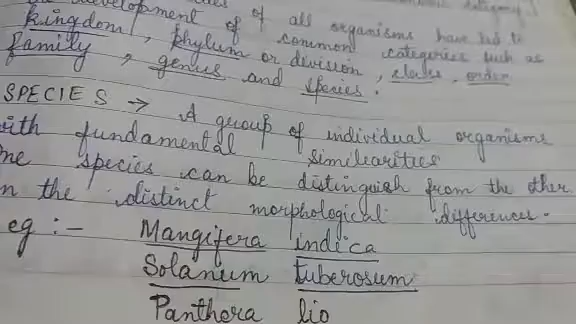 of all organisms have led to
development of common categories such as
kingdom, phylum or division, class, order
family, genus and species.
SPECIES → A group of individual organisms
with fundamental similarities
species can be distinguish from the other
the distinct morphological differences.
eg :- Mangifera indica
Solanum tuberosum
Panthera lio